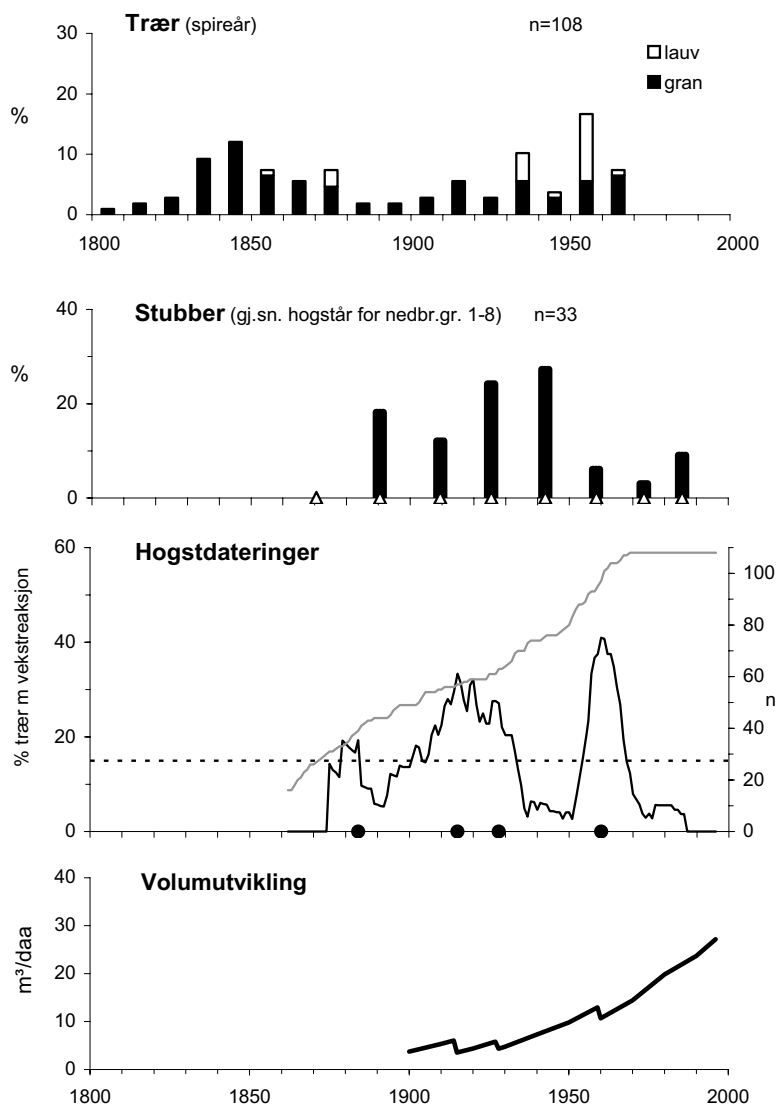 Trær (spireår) n=108
30
20
10
0
%
lauv
gran
1800 1850 1900 1950 2000
Stubber (gj.sn. hogstår for nedbr.gr. 1-8) n=33
40
20
0
%
Hogstdateringer
60
40
20
0
% trær m vekstreaksjon
100
80
60
40
20
0
n
Volumutvikling
40
30
20
10
0
m³/daa
1800 1850 1900 1950 2000